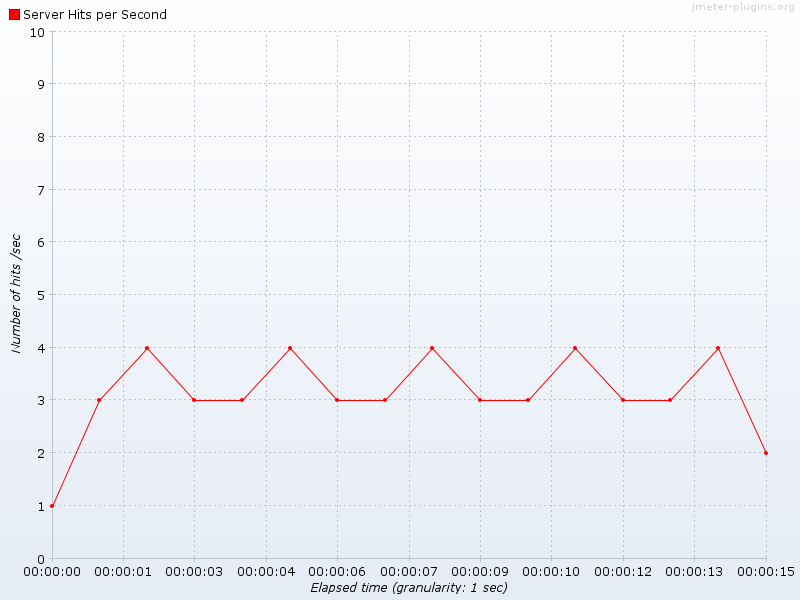 jmeter-plugins.org
Server Hits per Second
10
9
8
7
6
5
4
3
2
1
0
Number of hits /sec
00:00:00 00:00:01 00:00:03 00:00:04 00:00:06 00:00:07 00:00:09 00:00:10 00:00:12 00:00:13 00:00:15
Elapsed time (granularity: 1 sec)